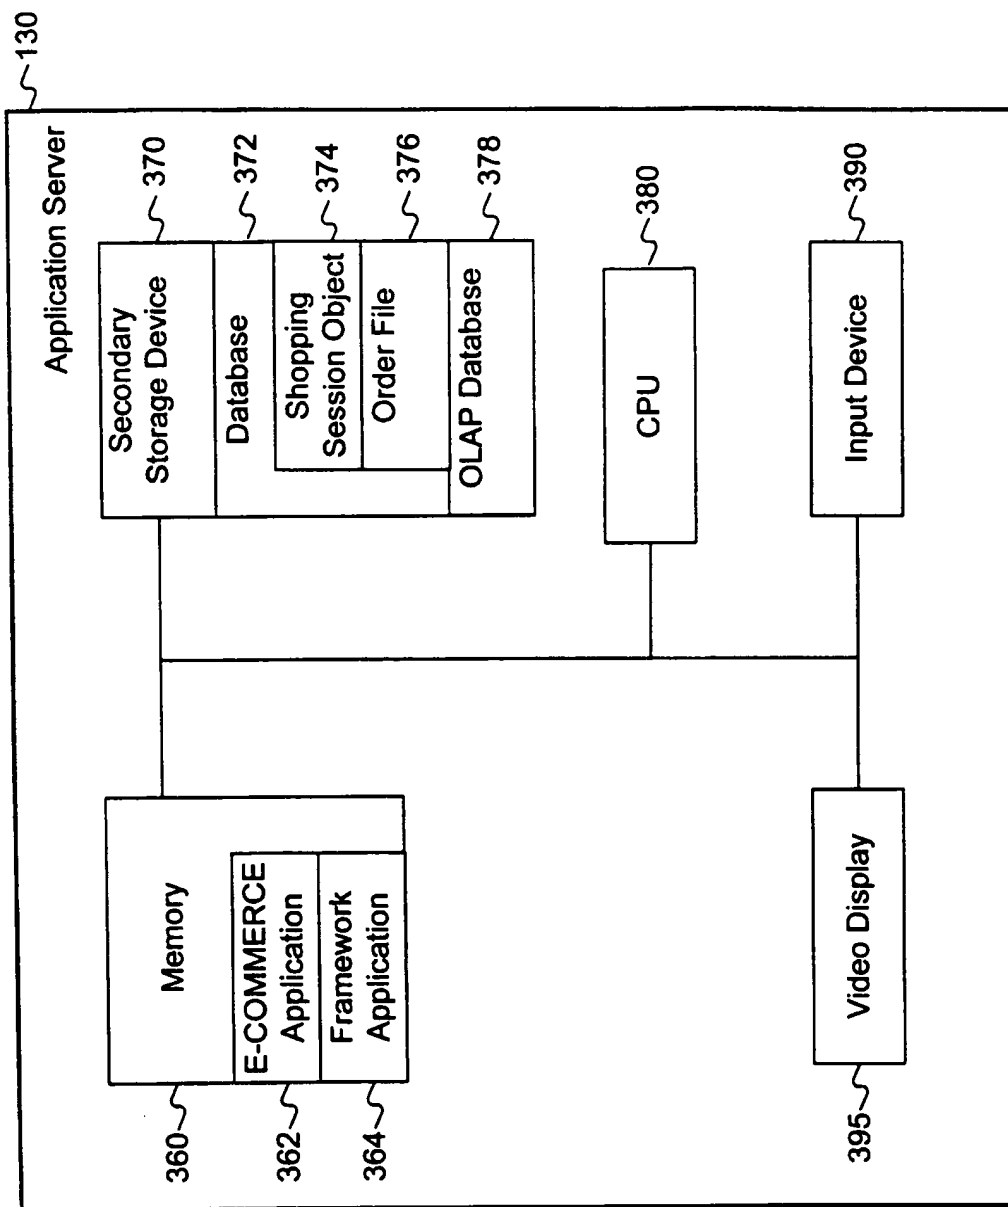 130
Application Server
Memory
E-COMMERCE
Application
Framework
Application
360
362
364
Secondary
Storage Device
Database
Shopping
Session Object
Order File
OLAP Database
370
372
374
376
378
CPU
380
Video Display
395
Input Device
390